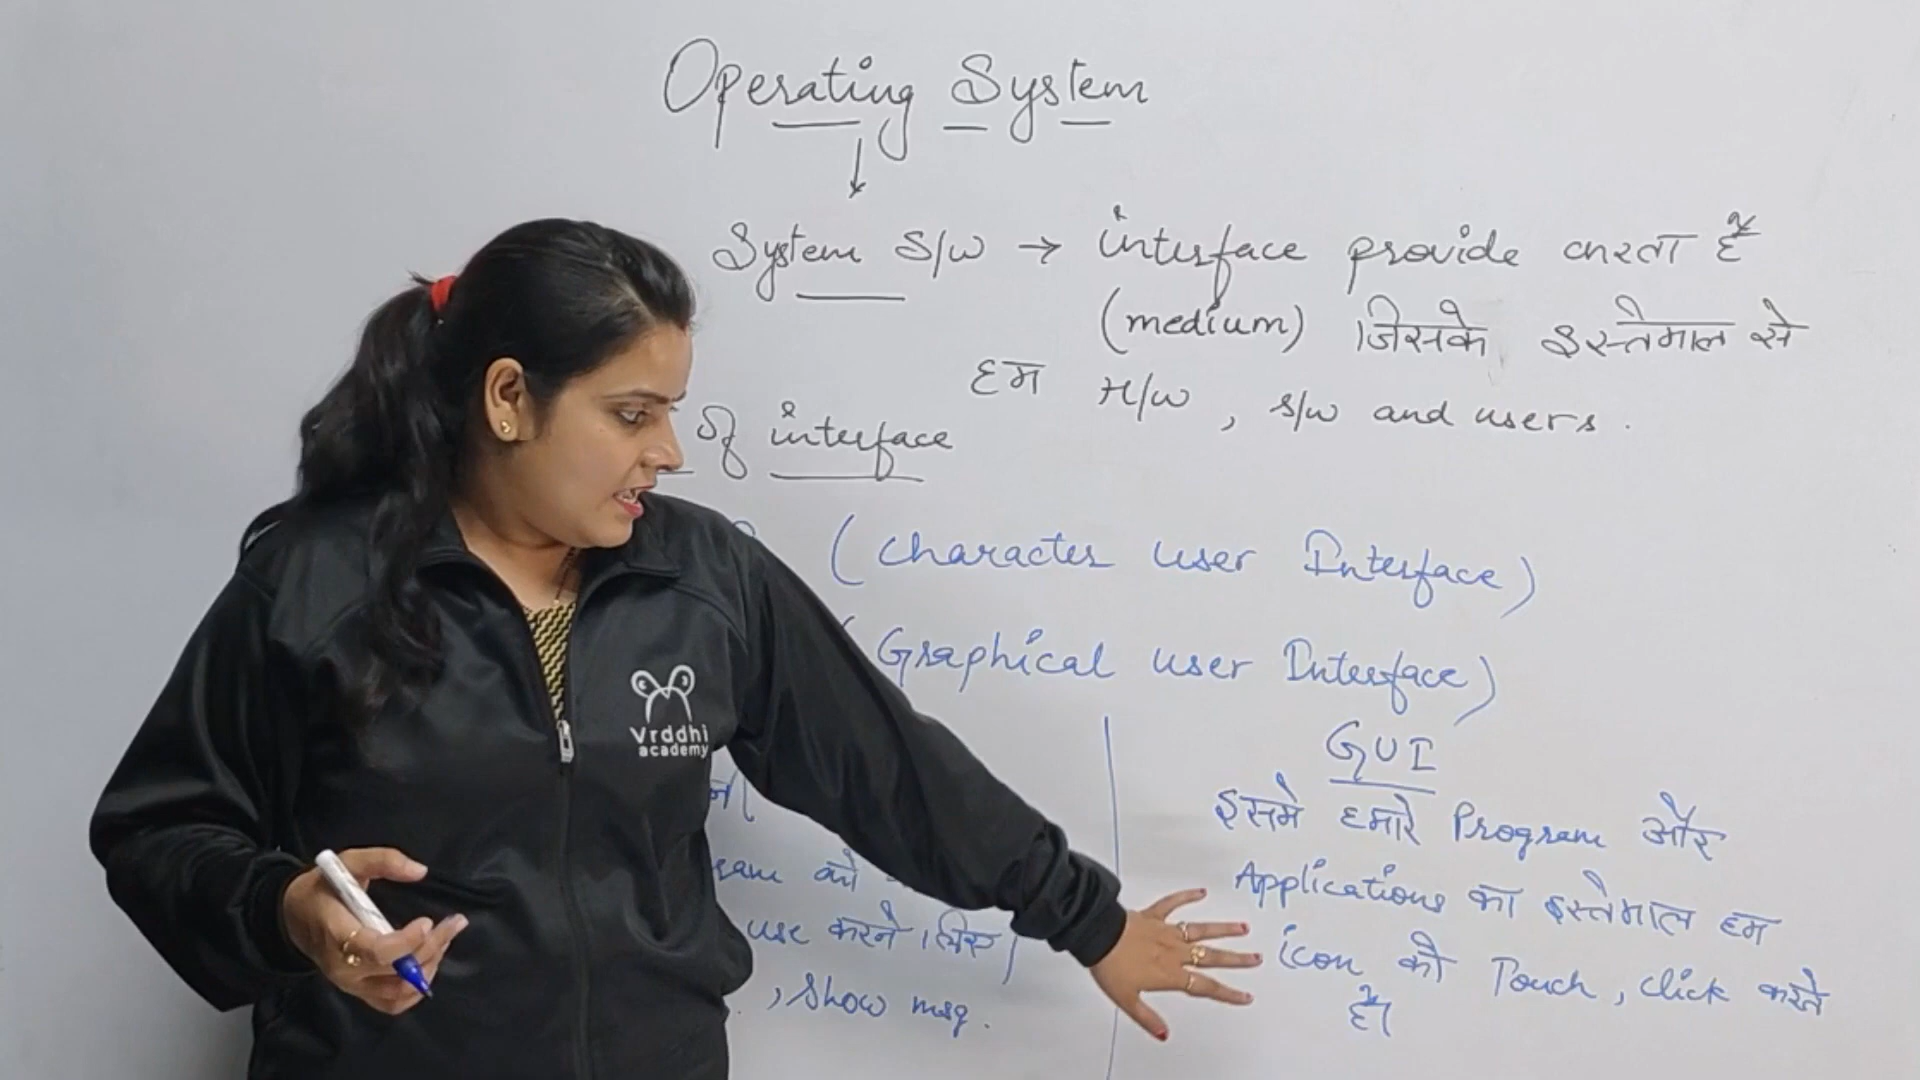 Operating System
System S/W → interface provide करता है
(medium) जिसके इस्तेमाल से
हम H/W, S/W and users.
of interface
(Character user Interface)
(Graphical user Interface)
Vrddhi
academy
को
use करने
, show msg.
GUI
इसमे हमारे Program और
Applications का इस्तेमाल हम
icon को Touch, click करते
है।